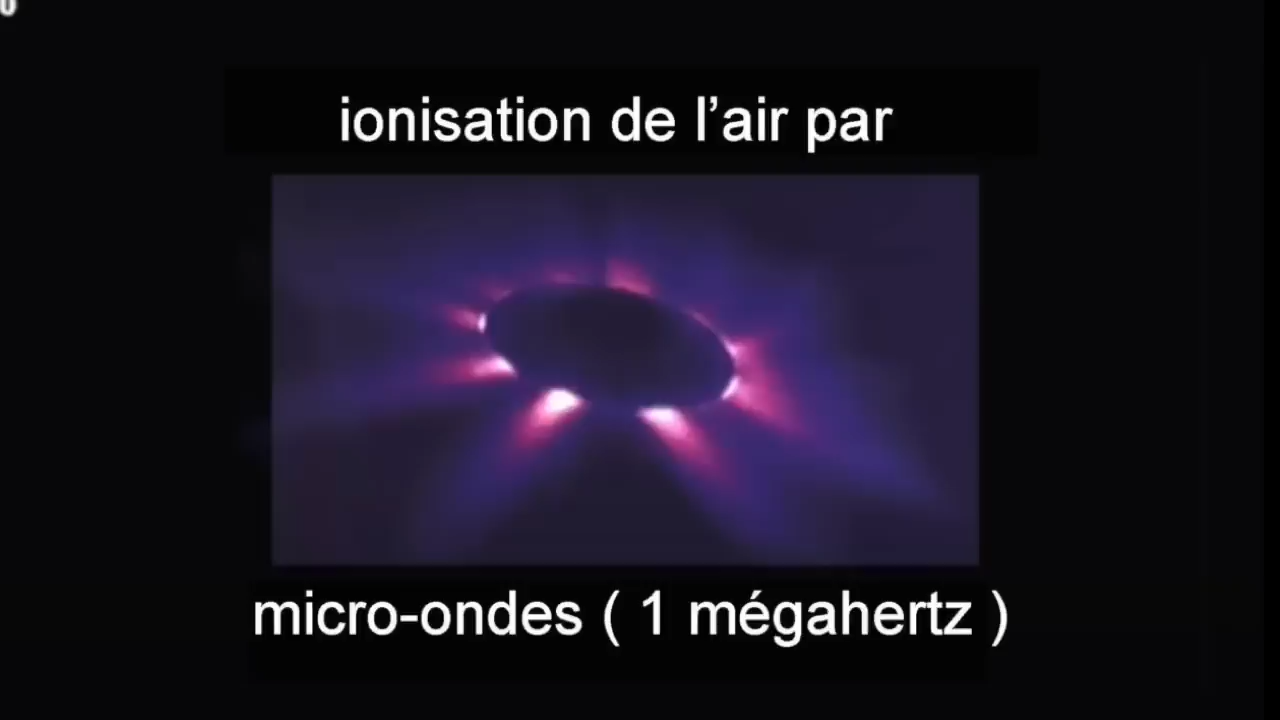 ionisation de l’air par
micro-ondes ( 1 mégahertz )